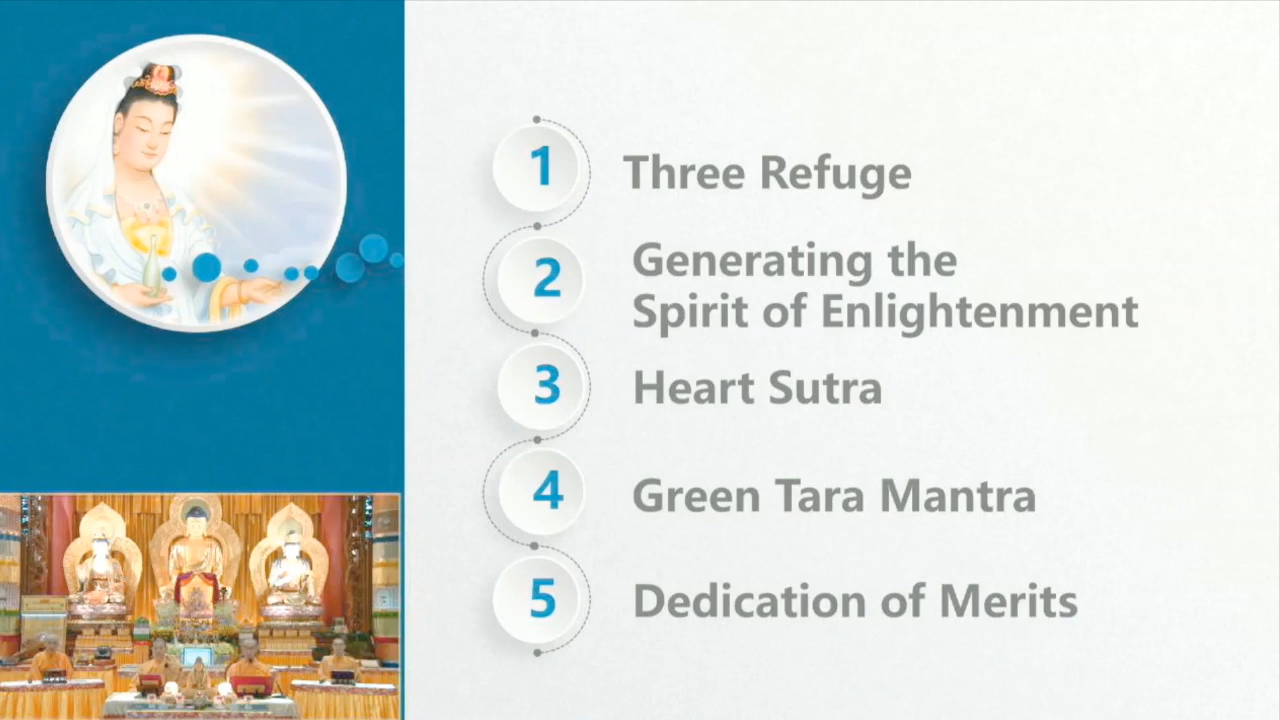 1
Three Refuge
2
Generating the
Spirit of Enlightenment
3
Heart Sutra
4
Green Tara Mantra
5
Dedication of Merits